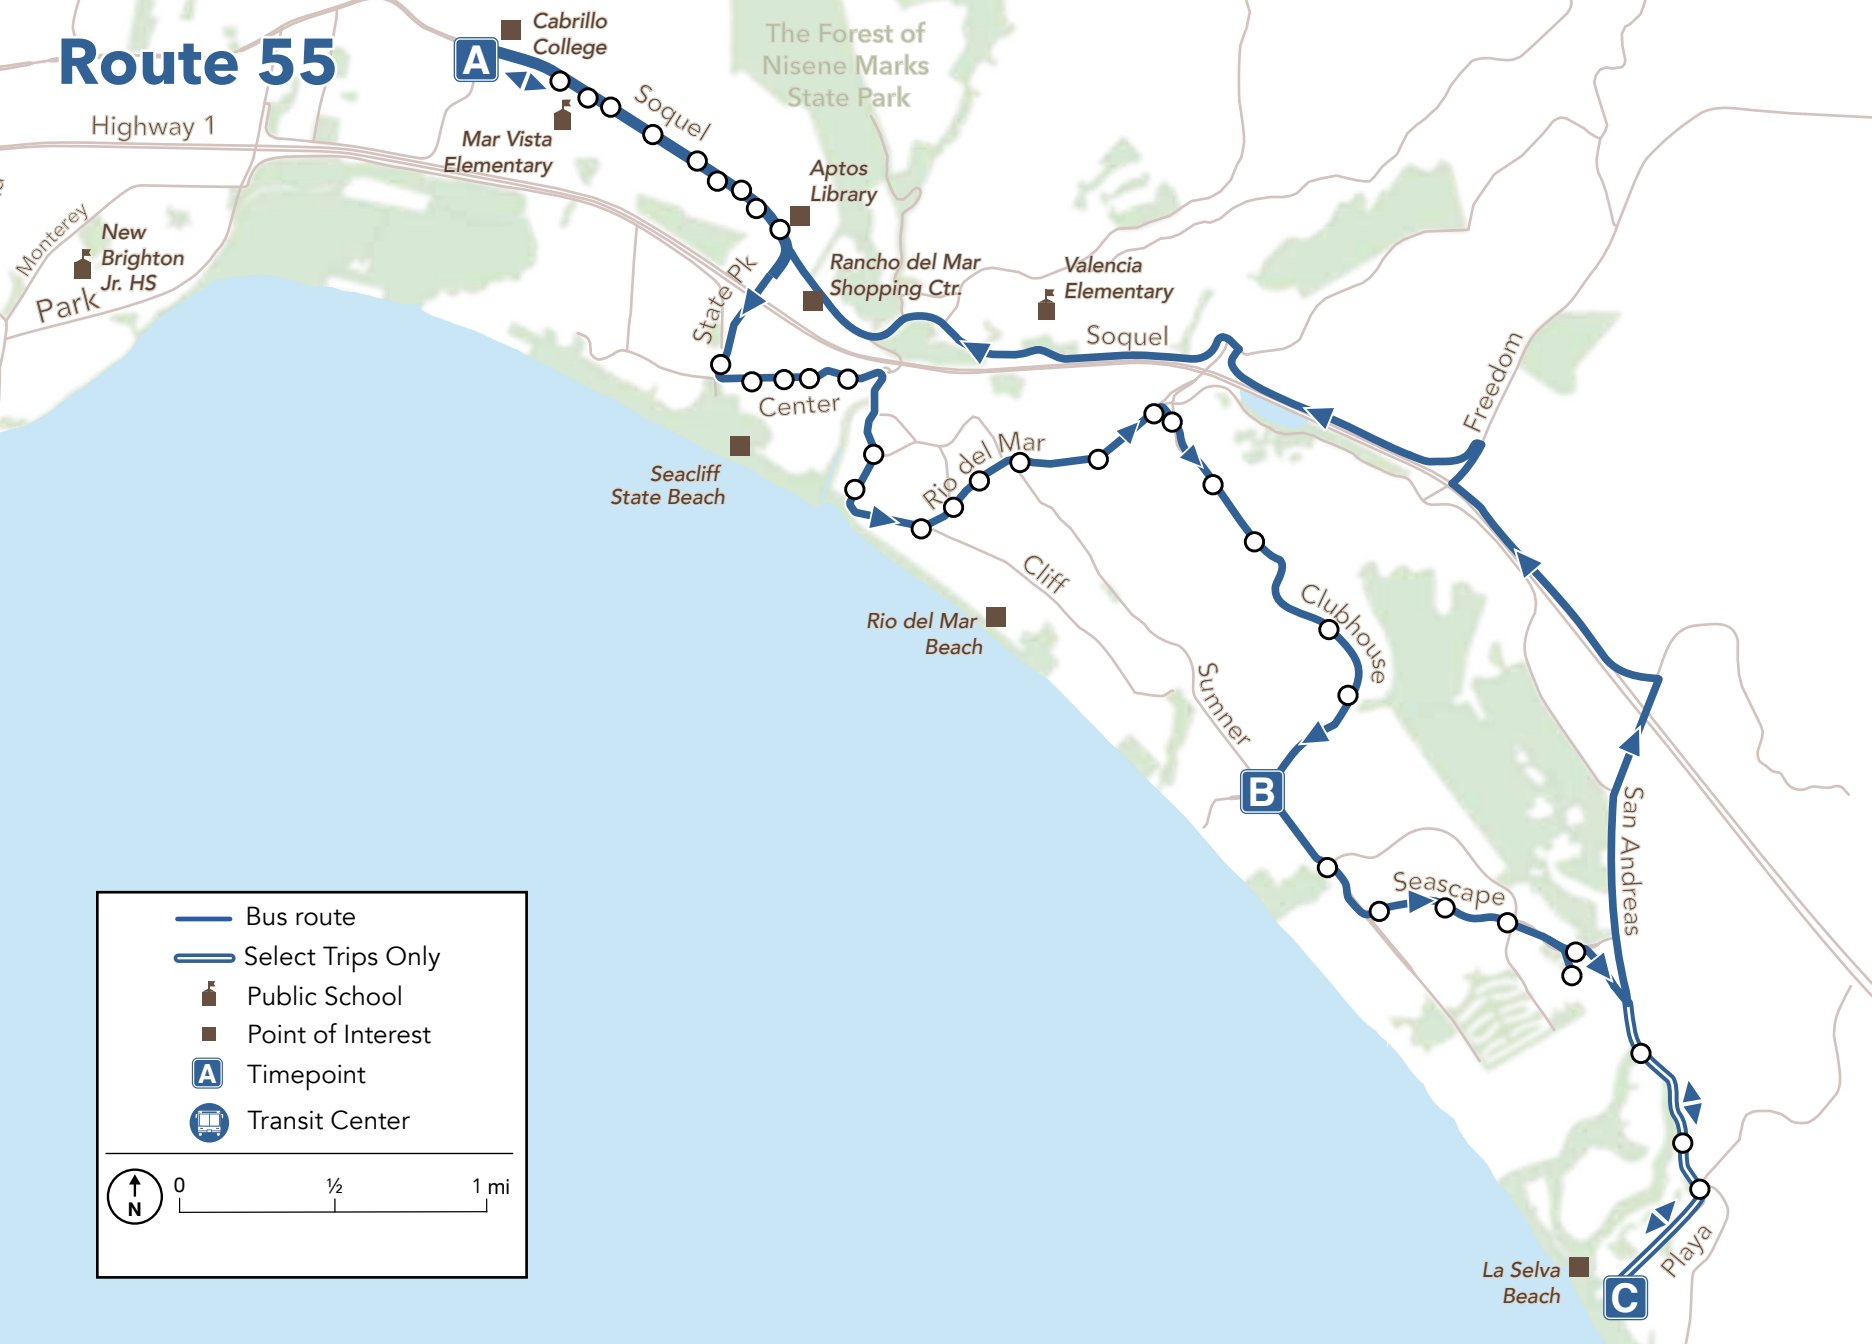 Route 55
A
Cabrillo
College
The Forest of
Nisene Marks
State Park
Soquel
Highway 1
Mar Vista
Elementary
Aptos
Library
Monterey
New
Brighton
Jr. HS
Park
State Pk
Rancho del Mar
Shopping Ctr.
Valencia
Elementary
Soquel
Freedom
Center
Rio del Mar
Seacliff
State Beach
Cliff
Clubhouse
Rio del Mar
Beach
Sumner
B
San Andreas
Seascape
Bus route
Select Trips Only
Public School
Point of Interest
A Timepoint
Transit Center
N
0 ½ 1 mi
Playa
La Selva
Beach
C